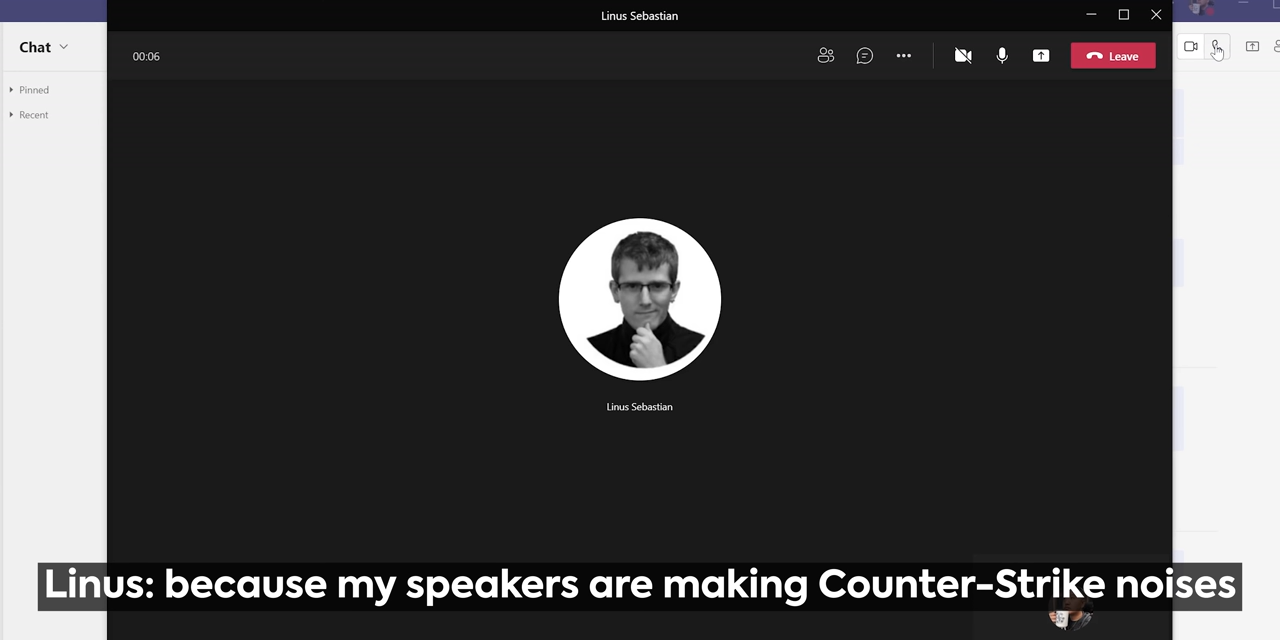 Linus Sebastian
Chat
00:06
Leave
Pinned
Recent
Linus Sebastian
Linus: because my speakers are making Counter-Strike noises